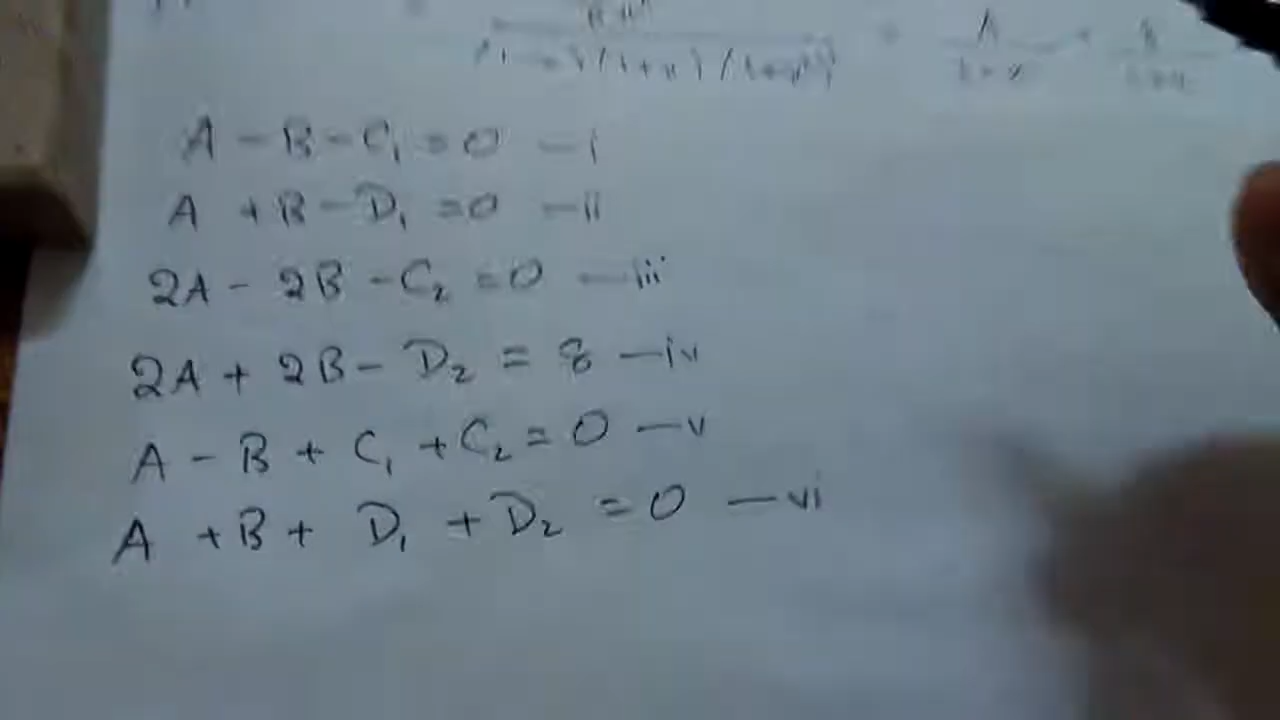 A - B - C₁ = 0 — i
A + B - D₁ = 0 — ii
2A - 2B - C₂ = 0 — iii
2A + 2B - D₂ = 8 — iv
A - B + C₁ + C₂ = 0 — v
A + B + D₁ + D₂ = 0 — vi